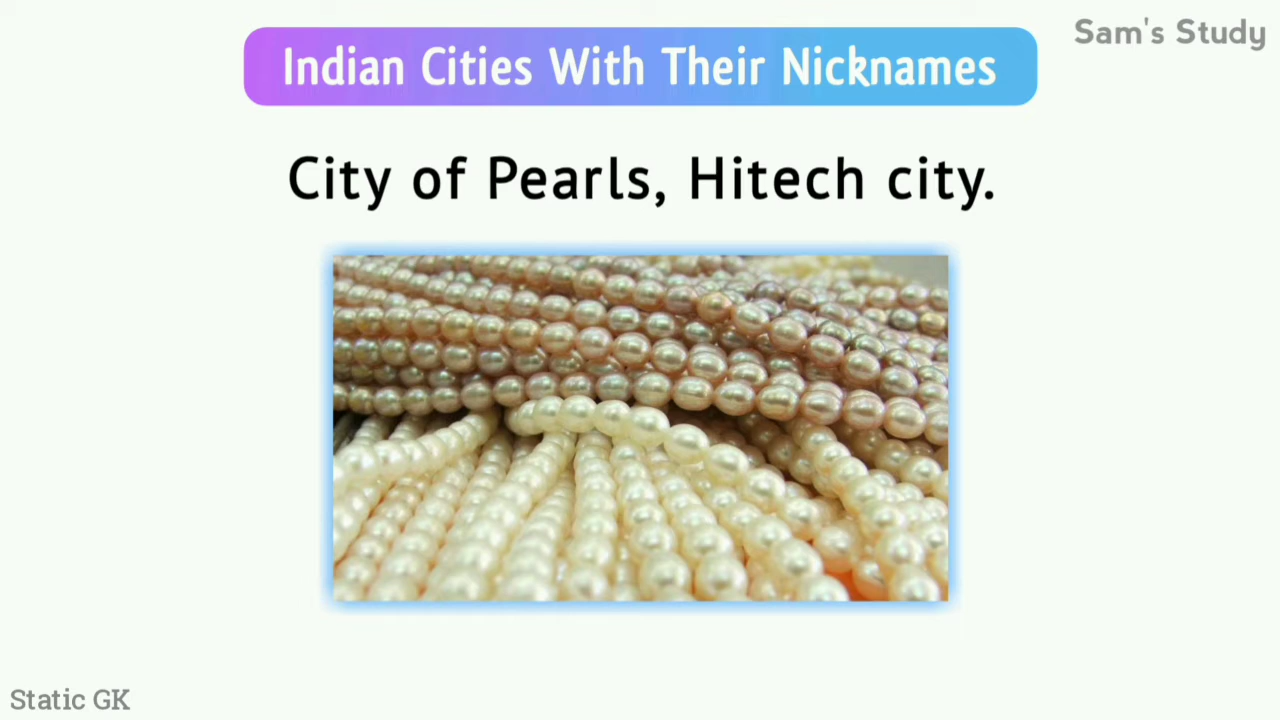 Sam's Study
Indian Cities With Their Nicknames
City of Pearls, Hitech city.
Static GK